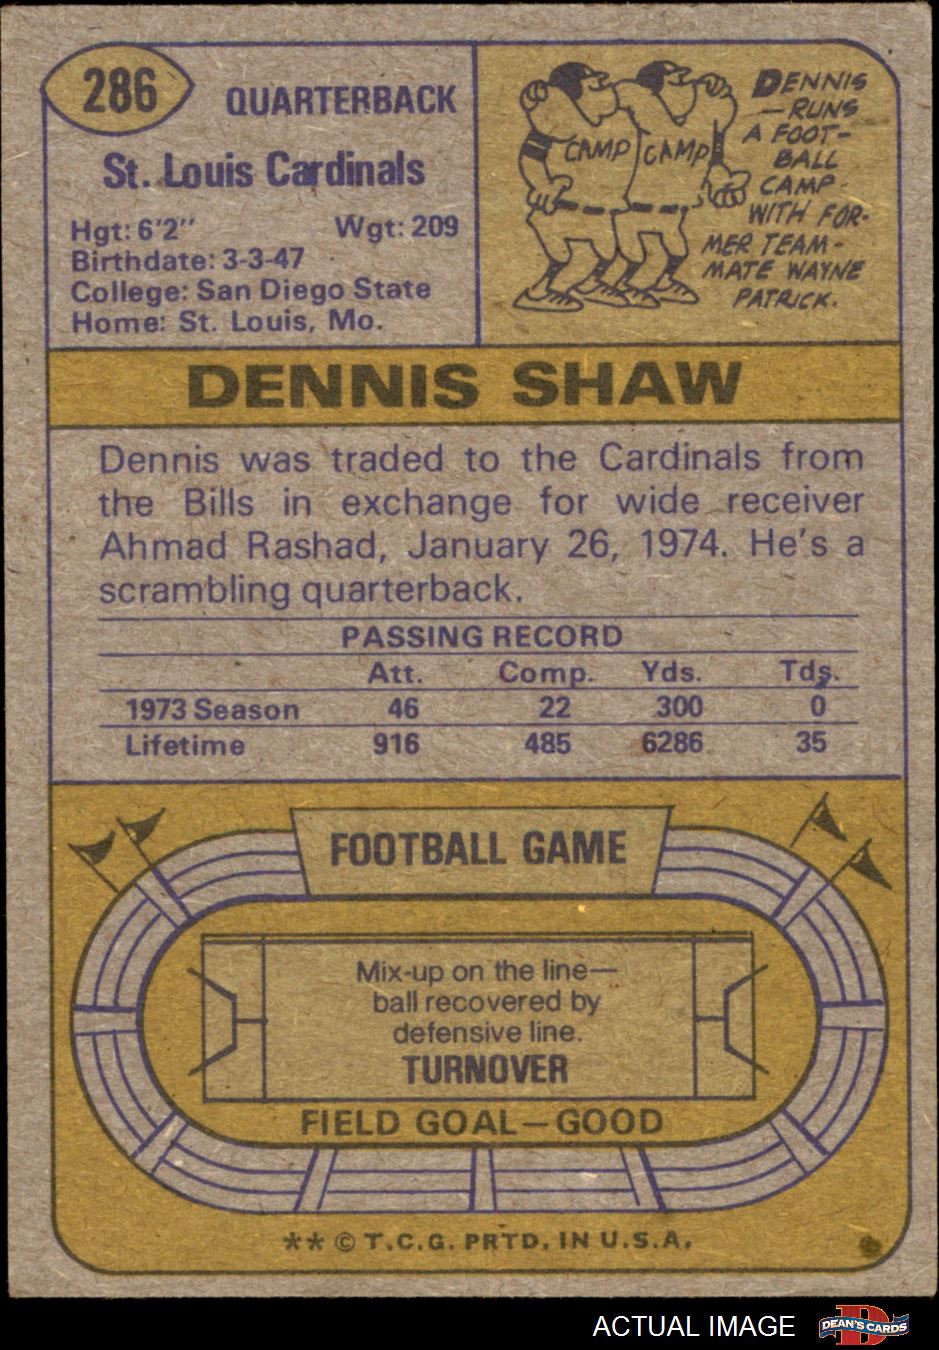 286
QUARTERBACK
St. Louis Cardinals
Hgt: 6'2" Wgt: 209
Birthdate: 3-3-47
College: San Diego State
Home: St. Louis, Mo.
CAMP CAMP
DENNIS
—RUNS
A FOOT-
BALL
CAMP-
WITH FOR-
MER TEAM-
MATE WAYNE
PATRICK.
DENNIS SHAW
Dennis was traded to the Cardinals from
the Bills in exchange for wide receiver
Ahmad Rashad, January 26, 1974. He's a
scrambling quarterback.
PASSING RECORD
Att. Comp. Yds. Tds.
1973 Season 46 22 300 0
Lifetime 916 485 6286 35
FOOTBALL GAME
Mix-up on the line—
ball recovered by
defensive line.
TURNOVER
FIELD GOAL—GOOD
** © T.C.G. PRTD. IN U.S.A.
ACTUAL IMAGE
DEAN'S CARDS